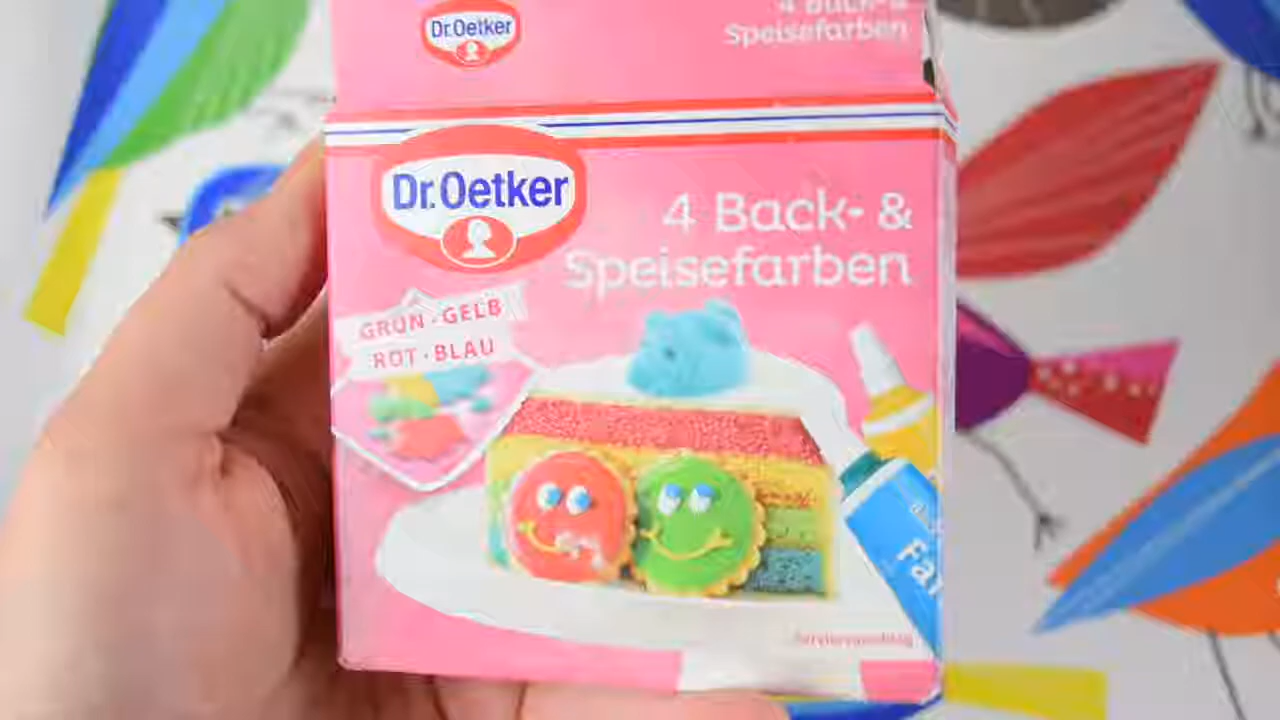 Dr.Oetker
4 Back- &
Speisefarben
Dr.Oetker
4 Back- &
Speisefarben
GRÜN·GELB
ROT·BLAU
Serviervorschlag